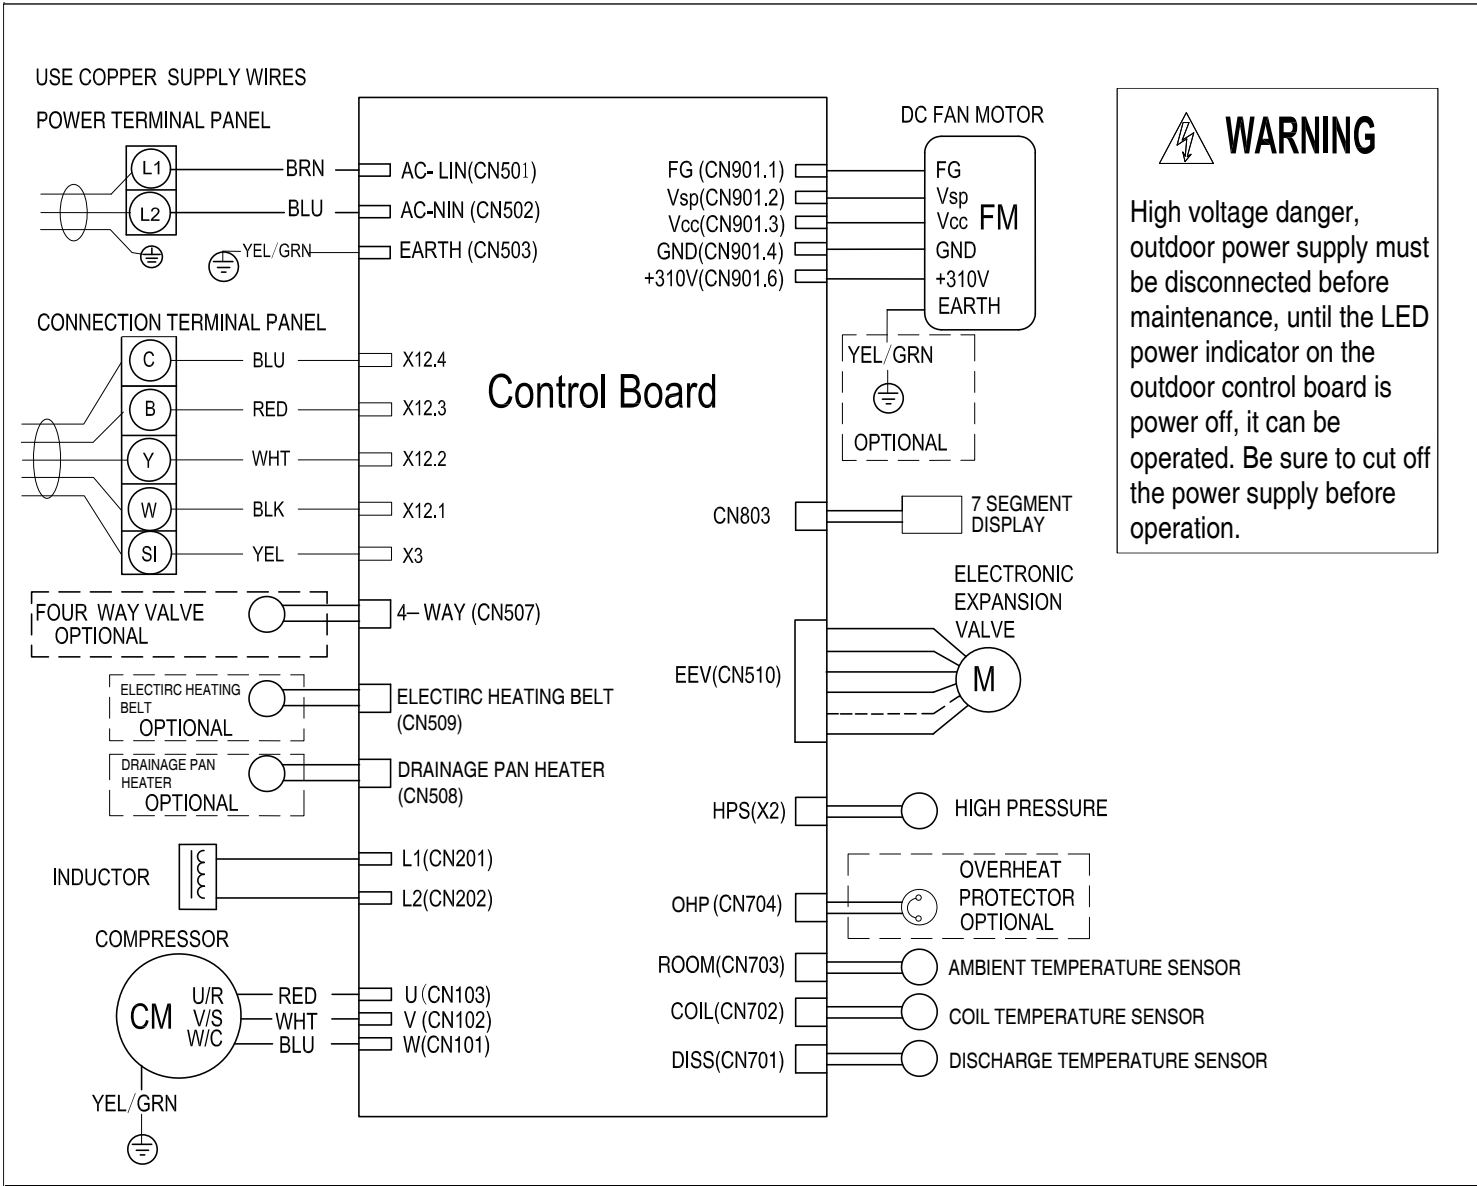 USE COPPER SUPPLY WIRES
POWER TERMINAL PANEL
L1
BRN
AC- LIN(CN501)
L2
BLU
AC-NIN (CN502)
YEL/GRN
EARTH (CN503)
CONNECTION TERMINAL PANEL
C
BLU
X12.4
B
RED
X12.3
Y
WHT
X12.2
W
BLK
X12.1
SI
YEL
X3
FOUR WAY VALVE
OPTIONAL
4–WAY (CN507)
ELECTIRC HEATING
BELT
OPTIONAL
ELECTIRC HEATING BELT
(CN509)
DRAINAGE PAN
HEATER
OPTIONAL
DRAINAGE PAN HEATER
(CN508)
INDUCTOR
L1(CN201)
L2(CN202)
COMPRESSOR
CM
U/R
RED
U(CN103)
V/S
WHT
V (CN102)
W/C
BLU
W(CN101)
YEL/GRN
Control Board
DC FAN MOTOR
FG (CN901.1)
FG
Vsp(CN901.2)
Vsp
Vcc(CN901.3)
Vcc
FM
GND(CN901.4)
GND
+310V(CN901.6)
+310V
EARTH
YEL/GRN
OPTIONAL
CN803
7 SEGMENT
DISPLAY
ELECTRONIC
EXPANSION
VALVE
EEV(CN510)
M
HPS(X2)
HIGH PRESSURE
OHP(CN704)
OVERHEAT
PROTECTOR
OPTIONAL
ROOM(CN703)
AMBIENT TEMPERATURE SENSOR
COIL(CN702)
COIL TEMPERATURE SENSOR
DISS(CN701)
DISCHARGE TEMPERATURE SENSOR
WARNING
High voltage danger,
outdoor power supply must
be disconnected before
maintenance, until the LED
power indicator on the
outdoor control board is
power off, it can be
operated. Be sure to cut off
the power supply before
operation.